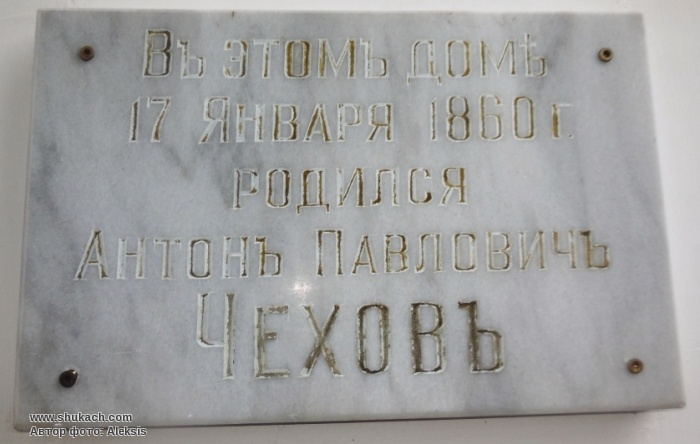 Въ этомъ домѣ
17 Января 1860 г.
родился
Антонъ Павловичъ
Чеховъ
www.shukach.com
Автор фото: Aleksis